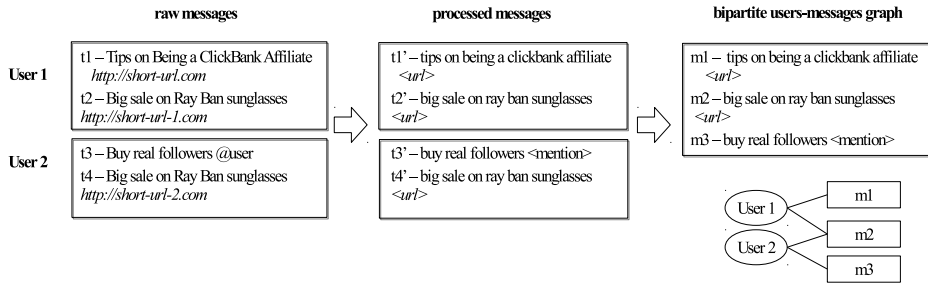 raw messages
processed messages
bipartite users-messages graph
User 1
t1 – Tips on Being a ClickBank Affiliate
http://short-url.com
t2 – Big sale on Ray Ban sunglasses
http://short-url-1.com
User 2
t3 – Buy real followers @user
t4 – Big sale on Ray Ban sunglasses
http://short-url-2.com
t1’ – tips on being a clickbank affiliate
<url>
t2’ – big sale on ray ban sunglasses
<url>
t3’ – buy real followers <mention>
t4’ – big sale on ray ban sunglasses
<url>
m1 – tips on being a clickbank affiliate
<url>
m2 – big sale on ray ban sunglasses
<url>
m3 – buy real followers <mention>
User 1
User 2
m1
m2
m3